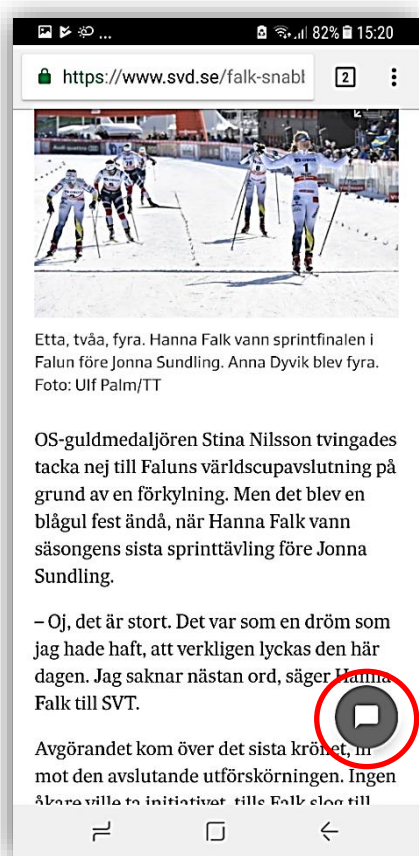 82% 15:20
https://www.svd.se/falk-snabb
2
Etta, tvåa, fyra. Hanna Falk vann sprintfinalen i
Falun före Jonna Sundling. Anna Dyvik blev fyra.
Foto: Ulf Palm/TT
OS-guldmedaljören Stina Nilsson tvingades
tacka nej till Faluns världscupavslutning på
grund av en förkylning. Men det blev en
blågul fest ändå, när Hanna Falk vann
säsongens sista sprinttävling före Jonna
Sundling.
– Oj, det är stort. Det var som en dröm som
jag hade haft, att verkligen lyckas den här
dagen. Jag saknar nästan ord, säger Hanna
Falk till SVT.
Avgörandet kom över det sista krönet, in
mot den avslutande utförskörningen. Ingen
åkare ville ta initiativet, tills Falk slog till